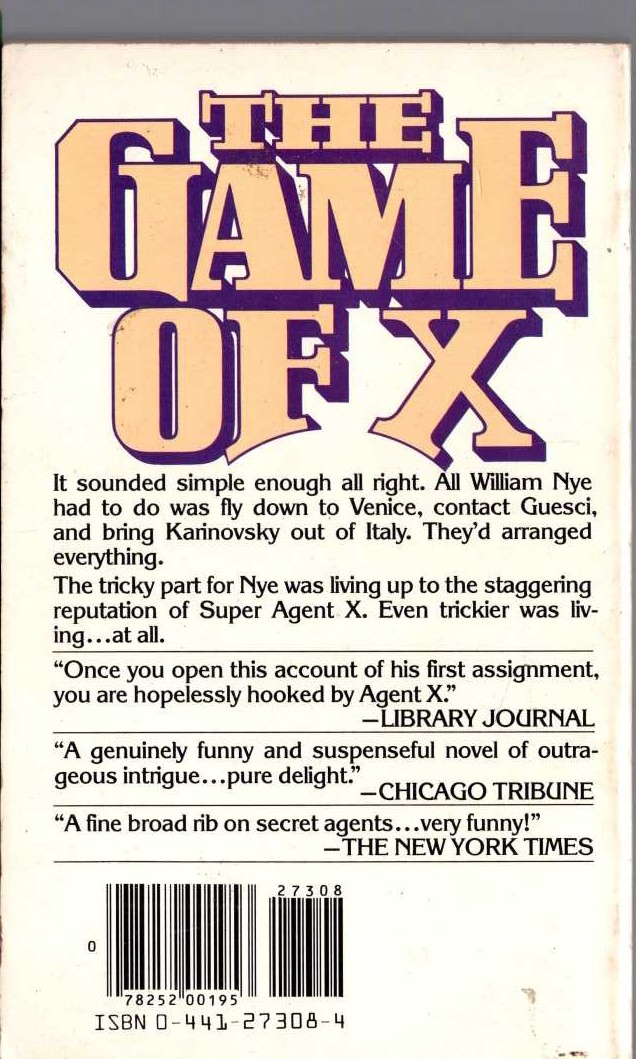 THE
GAME
OF X
It sounded simple enough all right. All William Nye
had to do was fly down to Venice, contact Guesci,
and bring Karinovsky out of Italy. They'd arranged
everything.
The tricky part for Nye was living up to the staggering
reputation of Super Agent X. Even trickier was liv-
ing...at all.
“Once you open this account of his first assignment,
you are hopelessly hooked by Agent X.”
—LIBRARY JOURNAL
“A genuinely funny and suspenseful novel of outra-
geous intrigue...pure delight.”
—CHICAGO TRIBUNE
“A fine broad rib on secret agents...very funny!”
—THE NEW YORK TIMES
27308
0
78252 00195
ISBN 0-441-27308-4